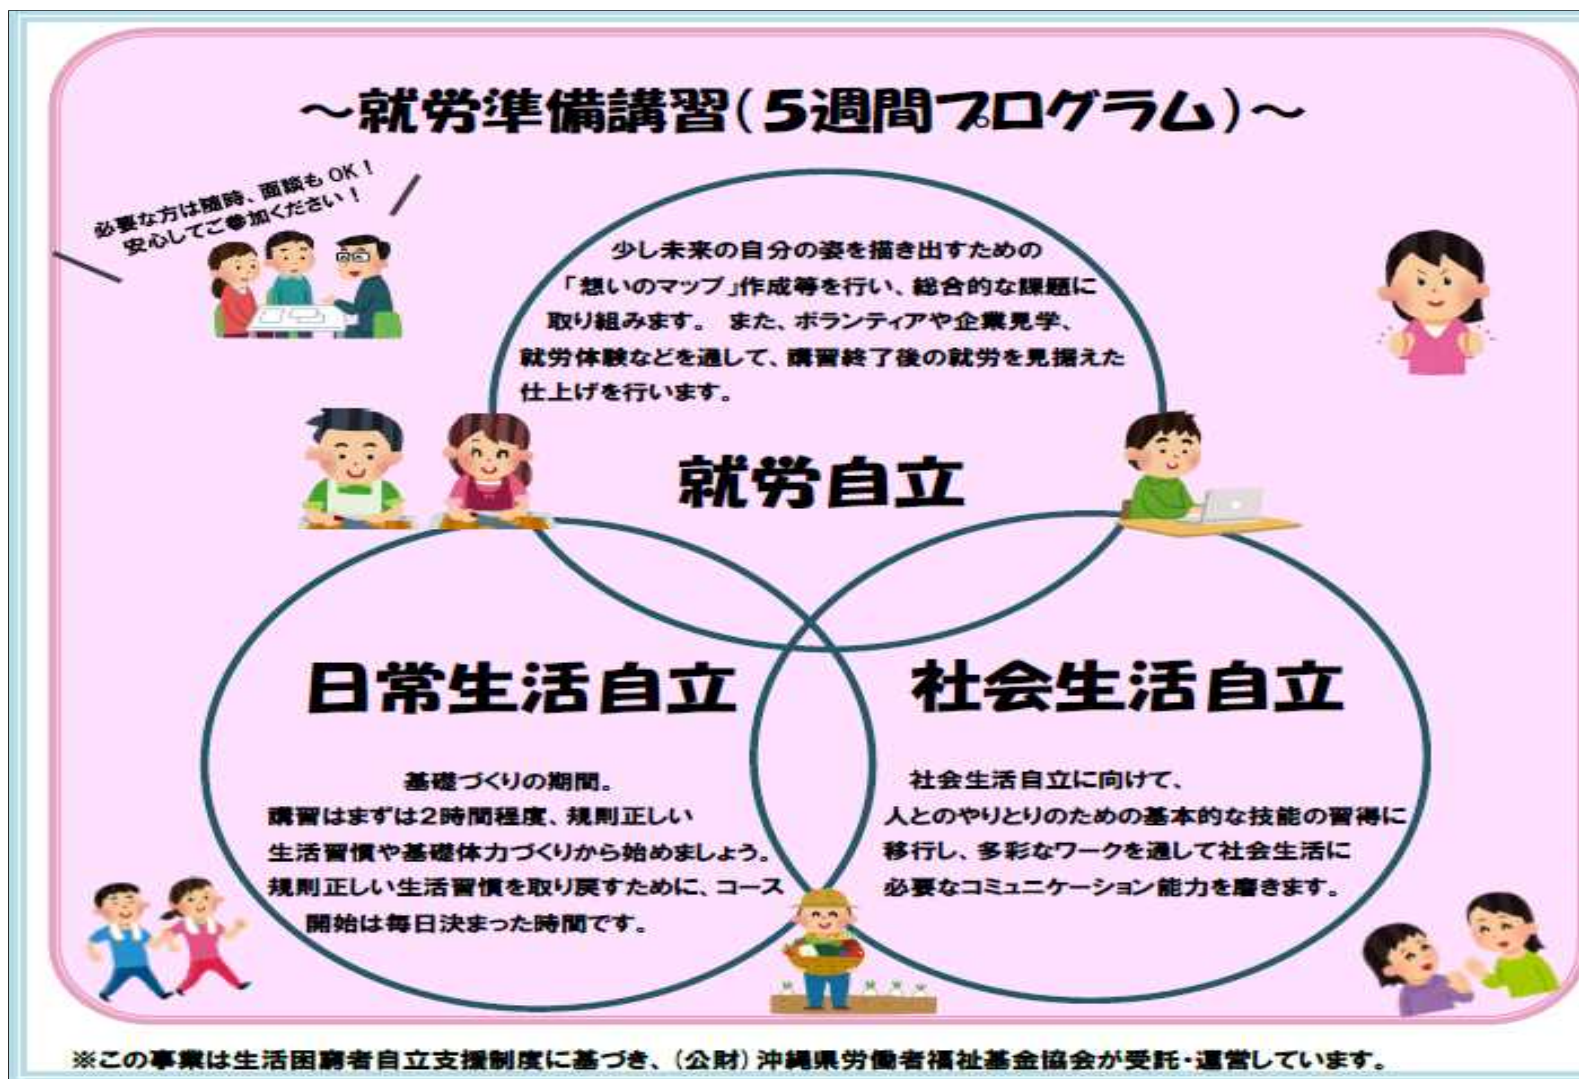 ～就労準備講習(5週間プログラム)～
必要な方は随時、面談も OK！
安心してご参加ください！
少し未来の自分の姿を描き出すための
「想いのマップ」作成等を行い、総合的な課題に
取り組みます。 また、ボランティアや企業見学、
就労体験などを通して、講習終了後の就労を見据えた
仕上げを行います。
就労自立
日常生活自立
基礎づくりの期間。
講習はまずは２時間程度、規則正しい
生活習慣や基礎体力づくりから始めましょう。
規則正しい生活習慣を取り戻すために、コース
開始は毎日決まった時間です。
社会生活自立
社会生活自立に向けて、
人とのやりとりのための基本的な技能の習得に
移行し、多彩なワークを通して社会生活に
必要なコミュニケーション能力を磨きます。
※この事業は生活困窮者自立支援制度に基づき、(公財)沖縄県労働者福祉基金協会が受託・運営しています。